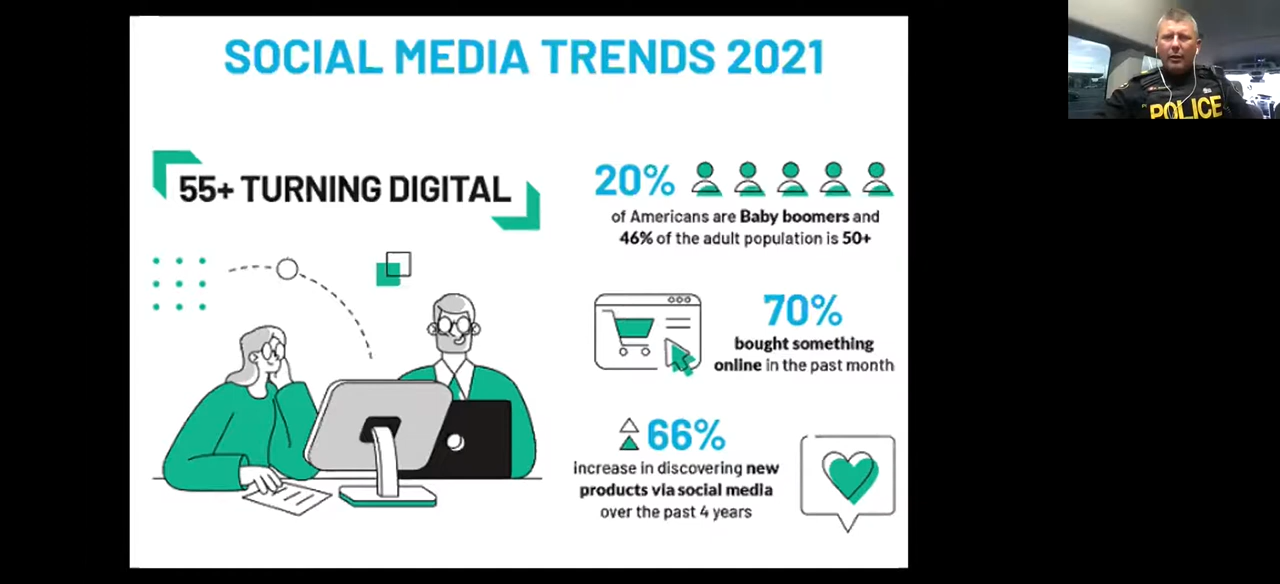 SOCIAL MEDIA TRENDS 2021
55+ TURNING DIGITAL
20%
of Americans are Baby boomers and
46% of the adult population is 50+
70%
bought something
online in the past month
66%
increase in discovering new
products via social media
over the past 4 years
POLICE